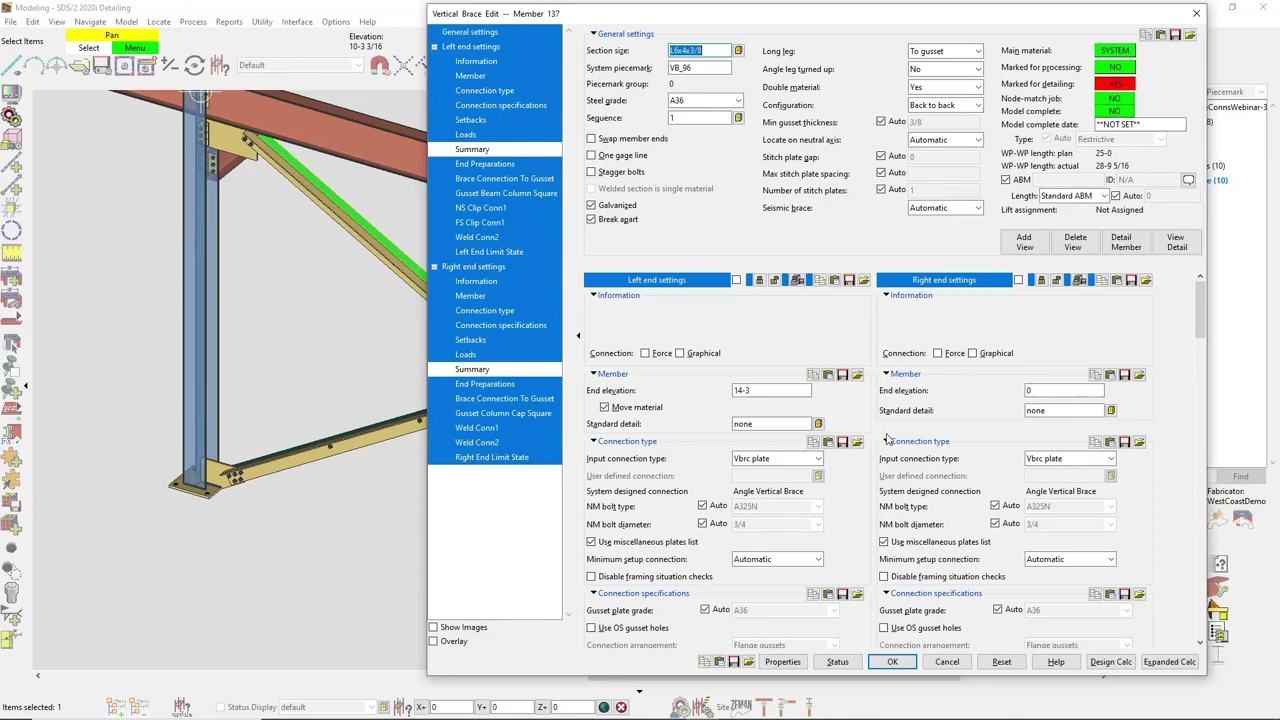 Modeling - SDS/2 2020i Detailing
File Edit View Navigate Model Locate Process Reports Utility Interface Options Help
Select Items
Pan
Select Menu
Elevation:
10-3 3/16
Default
Vertical Brace Edit -- Member 137
General settings
Left end settings
Information
Member
Connection type
Connection specifications
Setbacks
Loads
Summary
End Preparations
Brace Connection To Gusset
Gusset Beam Column Square
NS Clip Conn1
FS Clip Conn1
Weld Conn2
Left End Limit State
Right end settings
Information
Member
Connection type
Connection specifications
Setbacks
Loads
Summary
End Preparations
Brace Connection To Gusset
Gusset Column Cap Square
Weld Conn1
Weld Conn2
Right End Limit State
Show Images
Overlay
General settings
Section size: L6x4x3/8
System piecemark: VB_96
Piecemark group: 0
Steel grade: A36
Sequence: 1
Swap member ends
One gage line
Stagger bolts
Welded section is single material
Galvanized
Break apart
Long leg: To gusset
Angle leg turned up: No
Double material: Yes
Configuration: Back to back
Min gusset thickness: 3/8
Locate on neutral axis: Automatic
Stitch plate gap: 0
Max stitch plate spacing: 0
Number of stitch plates: 1
Seismic brace: Automatic
Main material: SYSTEM
Marked for processing: NO
Marked for detailing: YES
Node-match job: NO
Model complete: NO
Model complete date: **NOT SET**
Type: Auto Restrictive
WP-WP length: plan 25-0
WP-WP length: actual 28-9 5/16
ABM ID: N/A
Length: Standard ABM Auto: 0
Lift assignment: Not Assigned
Add View Delete View Detail Member View Detail
Left end settings
Information
Connection: Force Graphical
Member
End elevation: 14-3
Move material
Standard detail: none
Connection type
Input connection type: Vbrc plate
User defined connection:
System designed connection Angle Vertical Brace
NM bolt type: Auto A325N
NM bolt diameter: Auto 3/4
Use miscellaneous plates list
Minimum setup connection: Automatic
Disable framing situation checks
Connection specifications
Gusset plate grade: Auto A36
Use OS gusset holes
Connection arrangement: Flange gussets
Right end settings
Information
Connection: Force Graphical
Member
End elevation: 0
Standard detail: none
Connection type
Input connection type: Vbrc plate
User defined connection:
System designed connection Angle Vertical Brace
NM bolt type: Auto A325N
NM bolt diameter: Auto 3/4
Use miscellaneous plates list
Minimum setup connection: Automatic
Disable framing situation checks
Connection specifications
Gusset plate grade: Auto A36
Use OS gusset holes
Connection arrangement: Flange gussets
Properties Status OK Cancel Reset Help Design Calc Expanded Calc
Piecemark
ConnsWebinar-3
Find
Fabricator:
WestCoastDemo
Items selected: 1
Status Display default
X+ 0 Y+ 0 Z+ 0
Site ZEMAN